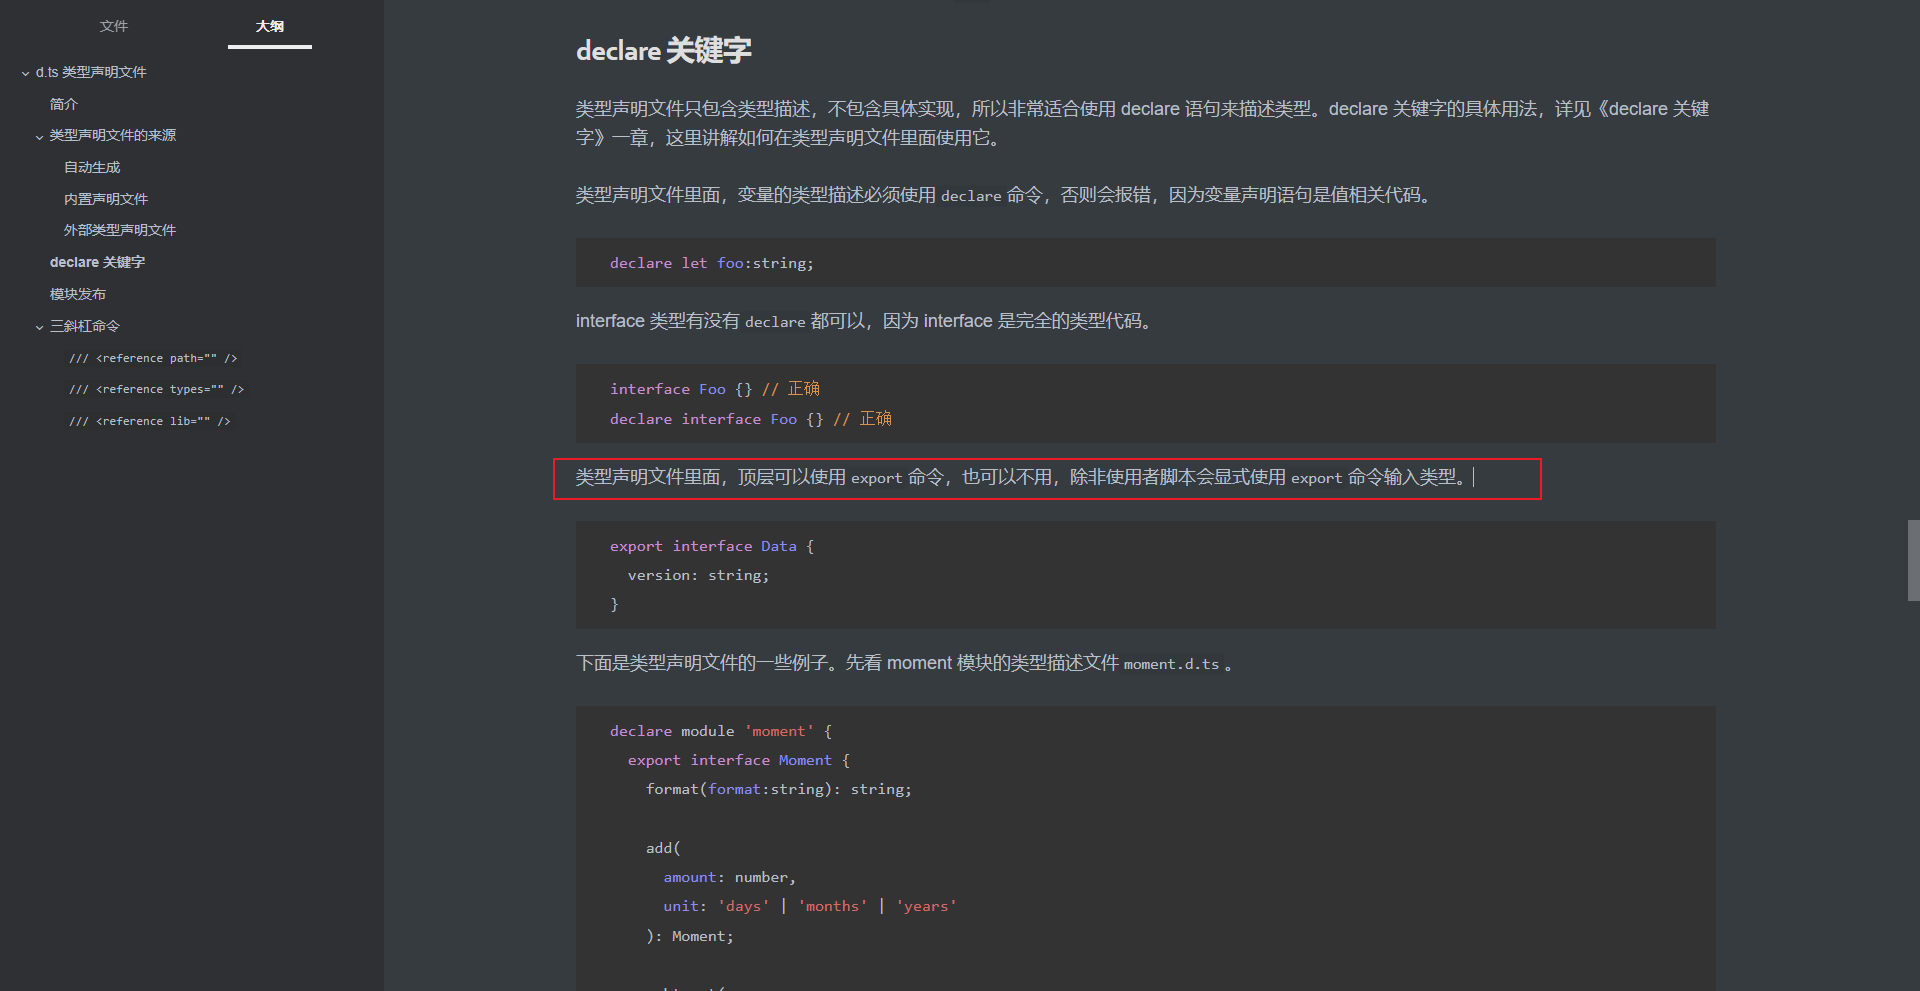 文件
大纲
d.ts 类型声明文件
简介
类型声明文件的来源
自动生成
内置声明文件
外部类型声明文件
declare 关键字
模块发布
三斜杠命令
/// <reference path="" />
/// <reference types="" />
/// <reference lib="" />
declare 关键字
类型声明文件只包含类型描述，不包含具体实现，所以非常适合使用 declare 语句来描述类型。declare 关键字的具体用法，详见《declare 关键
字》一章，这里讲解如何在类型声明文件里面使用它。
类型声明文件里面，变量的类型描述必须使用 declare 命令，否则会报错，因为变量声明语句是值相关代码。
declare let foo:string;
interface 类型有没有 declare 都可以，因为 interface 是完全的类型代码。
interface Foo {} // 正确
declare interface Foo {} // 正确
类型声明文件里面，顶层可以使用 export 命令，也可以不用，除非使用者脚本会显式使用 export 命令输入类型。
export interface Data {
  version: string;
}
下面是类型声明文件的一些例子。先看 moment 模块的类型描述文件 moment.d.ts 。
declare module 'moment' {
  export interface Moment {
    format(format:string): string;
    add(
      amount: number,
      unit: 'days' | 'months' | 'years'
    ): Moment;